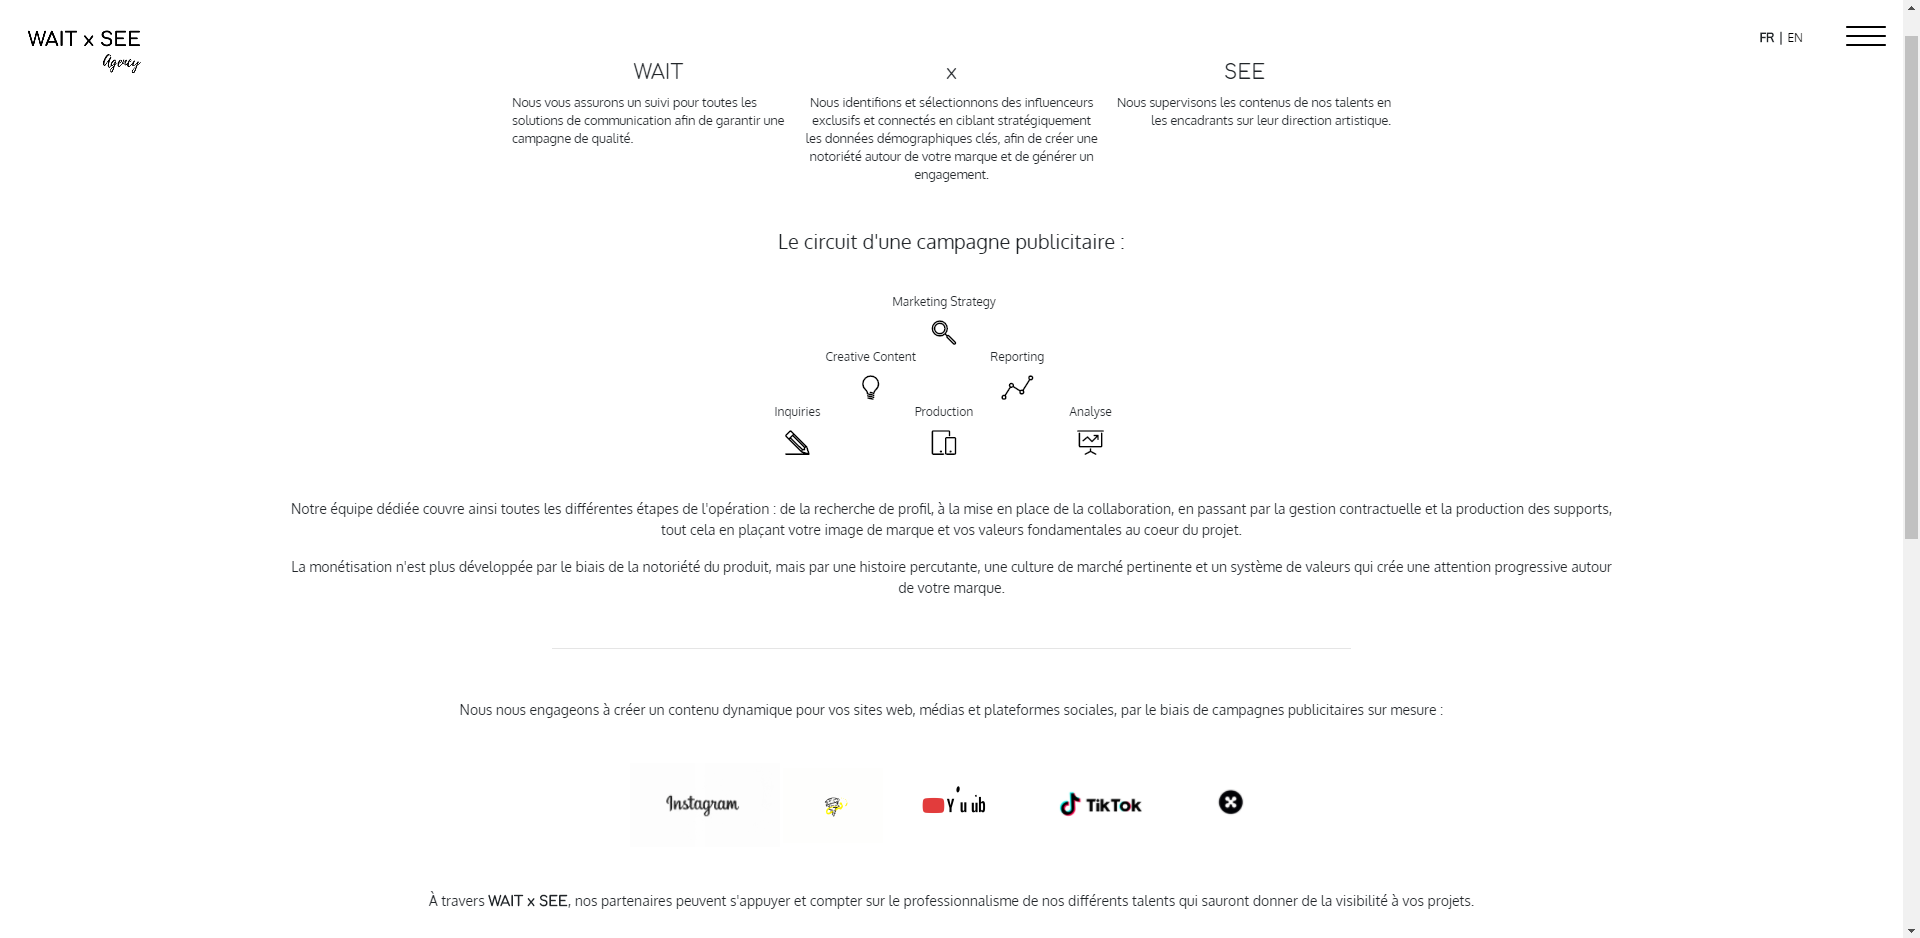 WAIT x SEE
Agency
FR | EN
WAIT
Nous vous assurons un suivi pour toutes les
solutions de communication afin de garantir une
campagne de qualité.
x
Nous identifions et sélectionnons des influenceurs
exclusifs et connectés en ciblant stratégiquement
les données démographiques clés, afin de créer une
notoriété autour de votre marque et de générer un
engagement.
SEE
Nous supervisons les contenus de nos talents en
les encadrants sur leur direction artistique.
Le circuit d'une campagne publicitaire :
Marketing Strategy
Creative Content
Reporting
Inquiries
Production
Analyse
Notre équipe dédiée couvre ainsi toutes les différentes étapes de l'opération : de la recherche de profil, à la mise en place de la collaboration, en passant par la gestion contractuelle et la production des supports,
tout cela en plaçant votre image de marque et vos valeurs fondamentales au coeur du projet.
La monétisation n'est plus développée par le biais de la notoriété du produit, mais par une histoire percutante, une culture de marché pertinente et un système de valeurs qui crée une attention progressive autour
de votre marque.
Nous nous engageons à créer un contenu dynamique pour vos sites web, médias et plateformes sociales, par le biais de campagnes publicitaires sur mesure :
Instagram
TikTok
À travers WAIT x SEE, nos partenaires peuvent s'appuyer et compter sur le professionnalisme de nos différents talents qui sauront donner de la visibilité à vos projets.